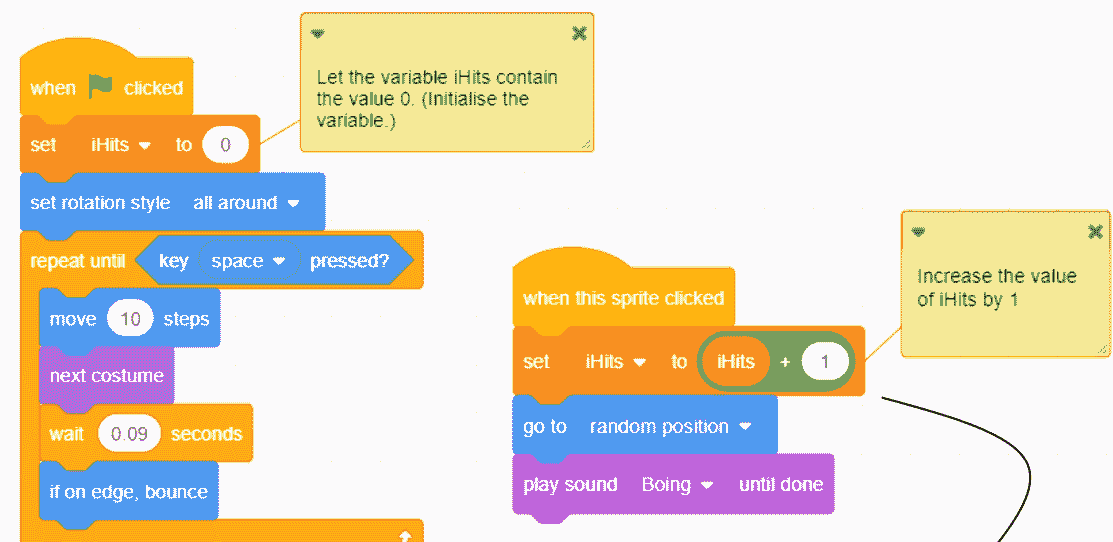 when clicked
set iHits to 0
set rotation style all around
repeat until key space pressed?
move 10 steps
next costume
wait 0.09 seconds
if on edge, bounce
Let the variable iHits contain
the value 0. (Initialise the
variable.)
when this sprite clicked
set iHits to iHits + 1
go to random position
play sound Boing until done
Increase the value
of iHits by 1